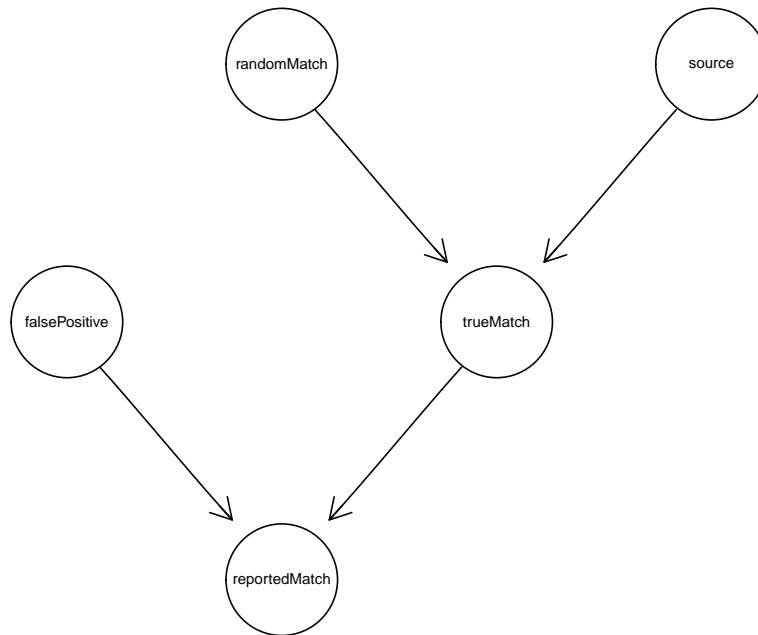 randomMatch
source
falsePositive
trueMatch
reportedMatch